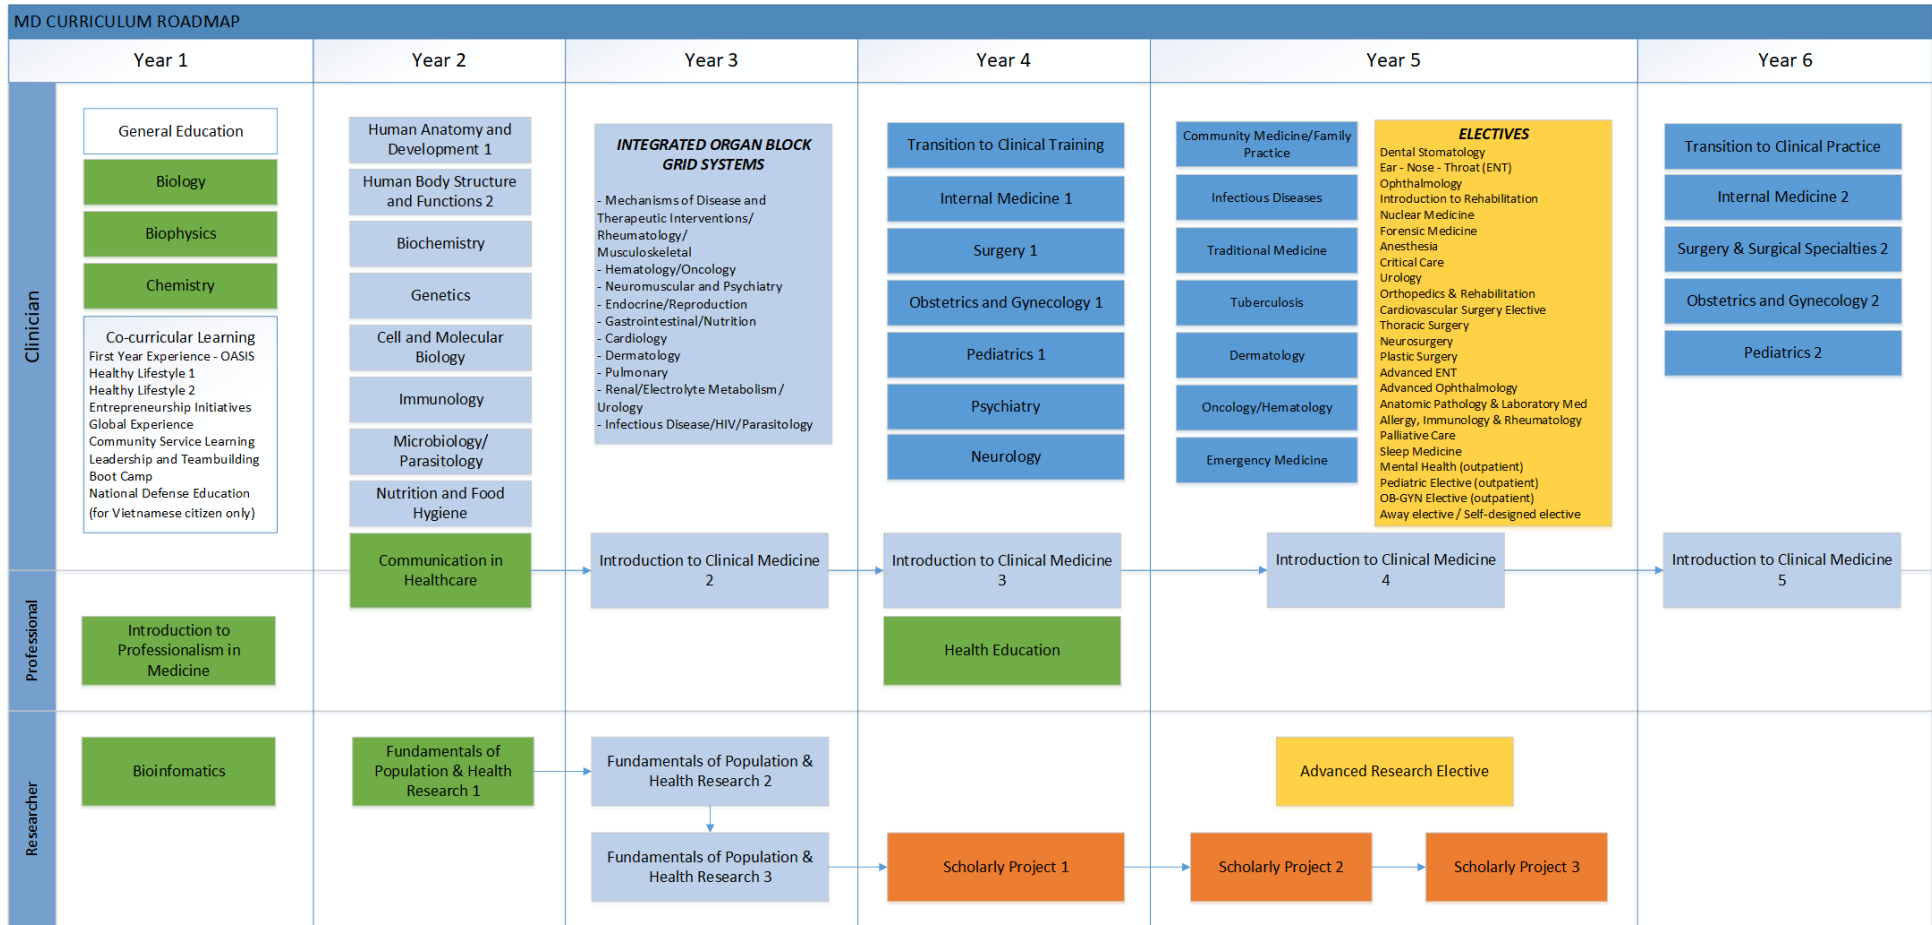 MD CURRICULUM ROADMAP
Year 1
Year 2
Year 3
Year 4
Year 5
Year 6
Clinician
General Education
Biology
Biophysics
Chemistry
Co-curricular Learning
First Year Experience - OASIS
Healthy Lifestyle 1
Healthy Lifestyle 2
Entrepreneurship Initiatives
Global Experience
Community Service Learning
Leadership and Teambuilding
Boot Camp
National Defense Education
(for Vietnamese citizen only)
Human Anatomy and
Development 1
Human Body Structure
and Functions 2
Biochemistry
Genetics
Cell and Molecular
Biology
Immunology
Microbiology/
Parasitology
Nutrition and Food
Hygiene
INTEGRATED ORGAN BLOCK
GRID SYSTEMS
- Mechanisms of Disease and
Therapeutic Interventions/
Rheumatology/
Musculoskeletal
- Hematology/Oncology
- Neuromuscular and Psychiatry
- Endocrine/Reproduction
- Gastrointestinal/Nutrition
- Cardiology
- Dermatology
- Pulmonary
- Renal/Electrolyte Metabolism/
Urology
- Infectious Disease/HIV/Parasitology
Transition to Clinical Training
Internal Medicine 1
Surgery 1
Obstetrics and Gynecology 1
Pediatrics 1
Psychiatry
Neurology
Community Medicine/Family
Practice
Infectious Diseases
Traditional Medicine
Tuberculosis
Dermatology
Oncology/Hematology
Emergency Medicine
ELECTIVES
Dental Stomatology
Ear - Nose - Throat (ENT)
Ophthalmology
Introduction to Rehabilitation
Nuclear Medicine
Forensic Medicine
Anesthesia
Critical Care
Urology
Orthopedics & Rehabilitation
Cardiovascular Surgery Elective
Thoracic Surgery
Neurosurgery
Plastic Surgery
Advanced ENT
Advanced Ophthalmology
Anatomic Pathology & Laboratory Med
Allergy, Immunology & Rheumatology
Palliative Care
Sleep Medicine
Mental Health (outpatient)
Pediatric Elective (outpatient)
OB-GYN Elective (outpatient)
Away elective / Self-designed elective
Transition to Clinical Practice
Internal Medicine 2
Surgery & Surgical Specialties 2
Obstetrics and Gynecology 2
Pediatrics 2
Communication in
Healthcare
Introduction to Clinical Medicine
2
Introduction to Clinical Medicine
3
Introduction to Clinical Medicine
4
Introduction to Clinical Medicine
5
Professional
Introduction to
Professionalism in
Medicine
Health Education
Researcher
Bioinfomatics
Fundamentals of
Population & Health
Research 1
Fundamentals of Population &
Health Research 2
Advanced Research Elective
Fundamentals of Population &
Health Research 3
Scholarly Project 1
Scholarly Project 2
Scholarly Project 3